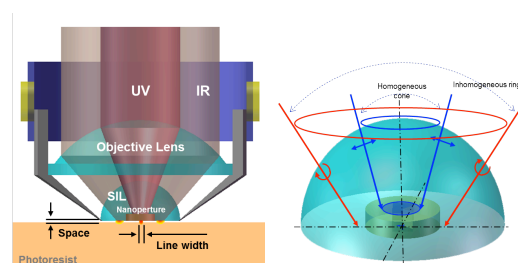 UV
IR
Objective Lens
SIL
Nanoperture
Space
Line width
Photoresist
Homogeneous
cone
Inhomogeneous ring